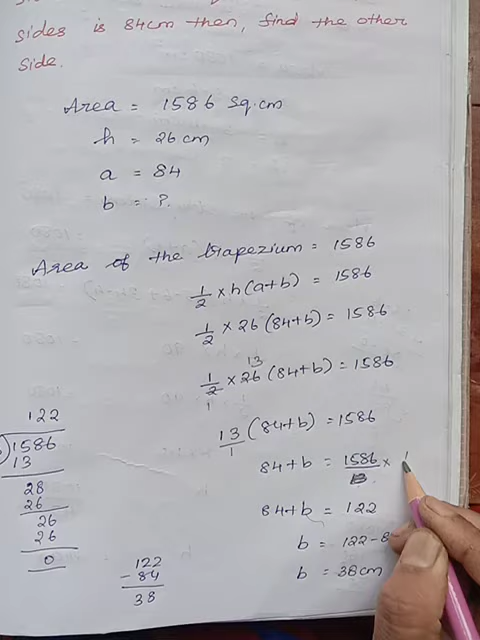 sides is 84cm then, find the other
side.
Area = 1586 sq.cm
h = 26 cm
a = 84
b = ?
Area of the trapezium = 1586
1/2 × h(a+b) = 1586
1/2 × 26 (84+b) = 1586
1/2 × 26 (84+b) = 1586
13
1 1
13/1 (84+b) = 1586
84+b = 1586/13 × 1
84+b = 122
b = 122-8
b = 38cm
122
1586
13
28
26
26
26
0
122
- 84
38